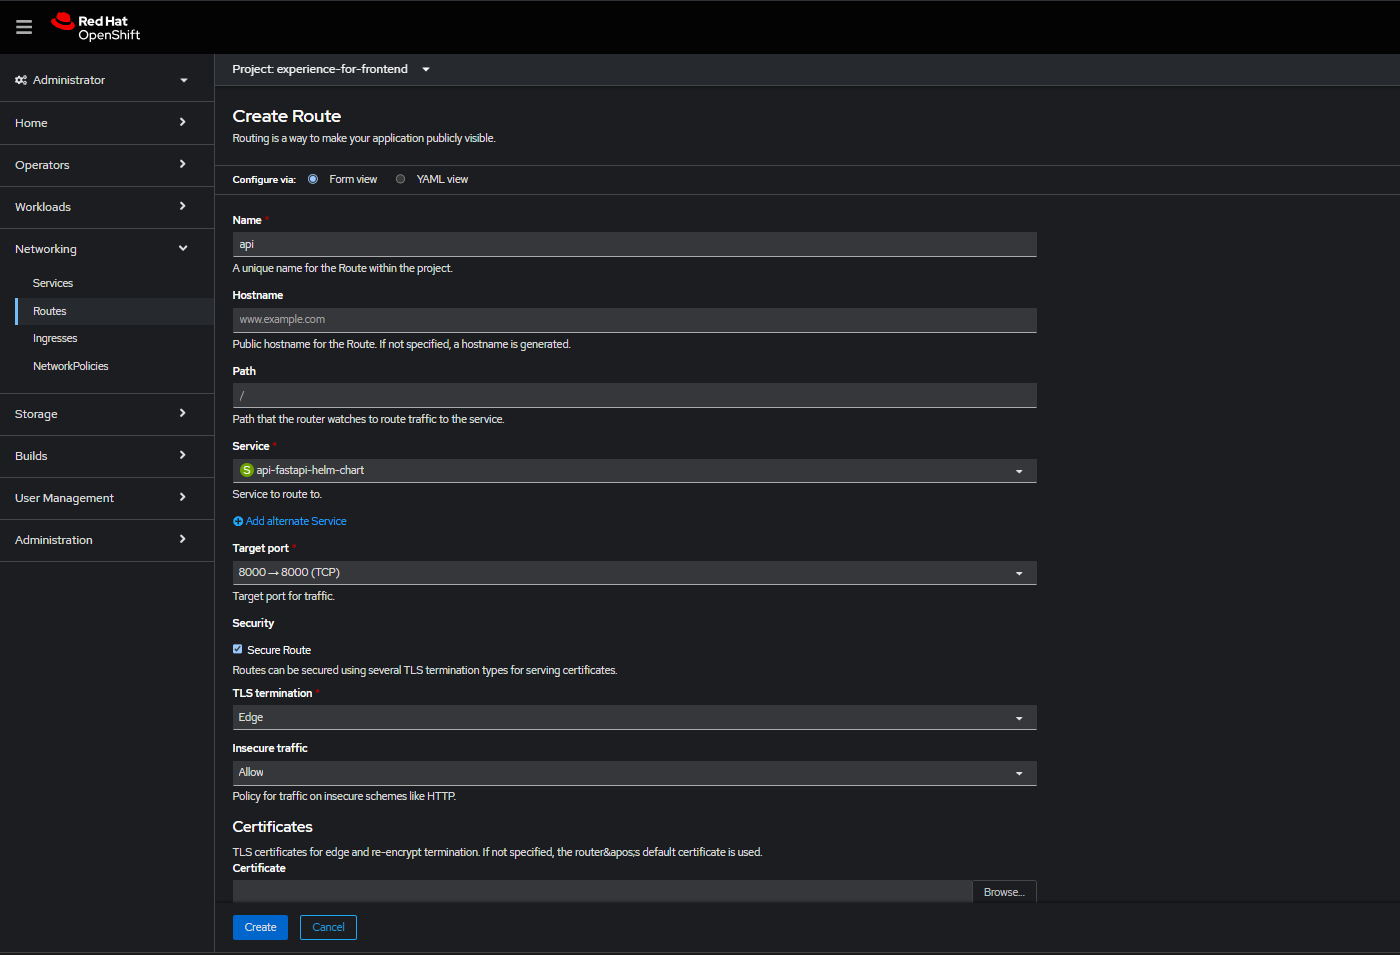 Red Hat
OpenShift
Administrator
Home
Operators
Workloads
Networking
Services
Routes
Ingresses
NetworkPolicies
Storage
Builds
User Management
Administration
Project: experience-for-frontend
Create Route
Routing is a way to make your application publicly visible.
Configure via: Form view YAML view
Name *
api
A unique name for the Route within the project.
Hostname
www.example.com
Public hostname for the Route. If not specified, a hostname is generated.
Path
/
Path that the router watches to route traffic to the service.
Service *
S api-fastapi-helm-chart
Service to route to.
Add alternate Service
Target port *
8000 → 8000 (TCP)
Target port for traffic.
Security
Secure Route
Routes can be secured using several TLS termination types for serving certificates.
TLS termination *
Edge
Insecure traffic
Allow
Policy for traffic on insecure schemes like HTTP.
Certificates
TLS certificates for edge and re-encrypt termination. If not specified, the router&apos;s default certificate is used.
Certificate
Browse...
Create Cancel